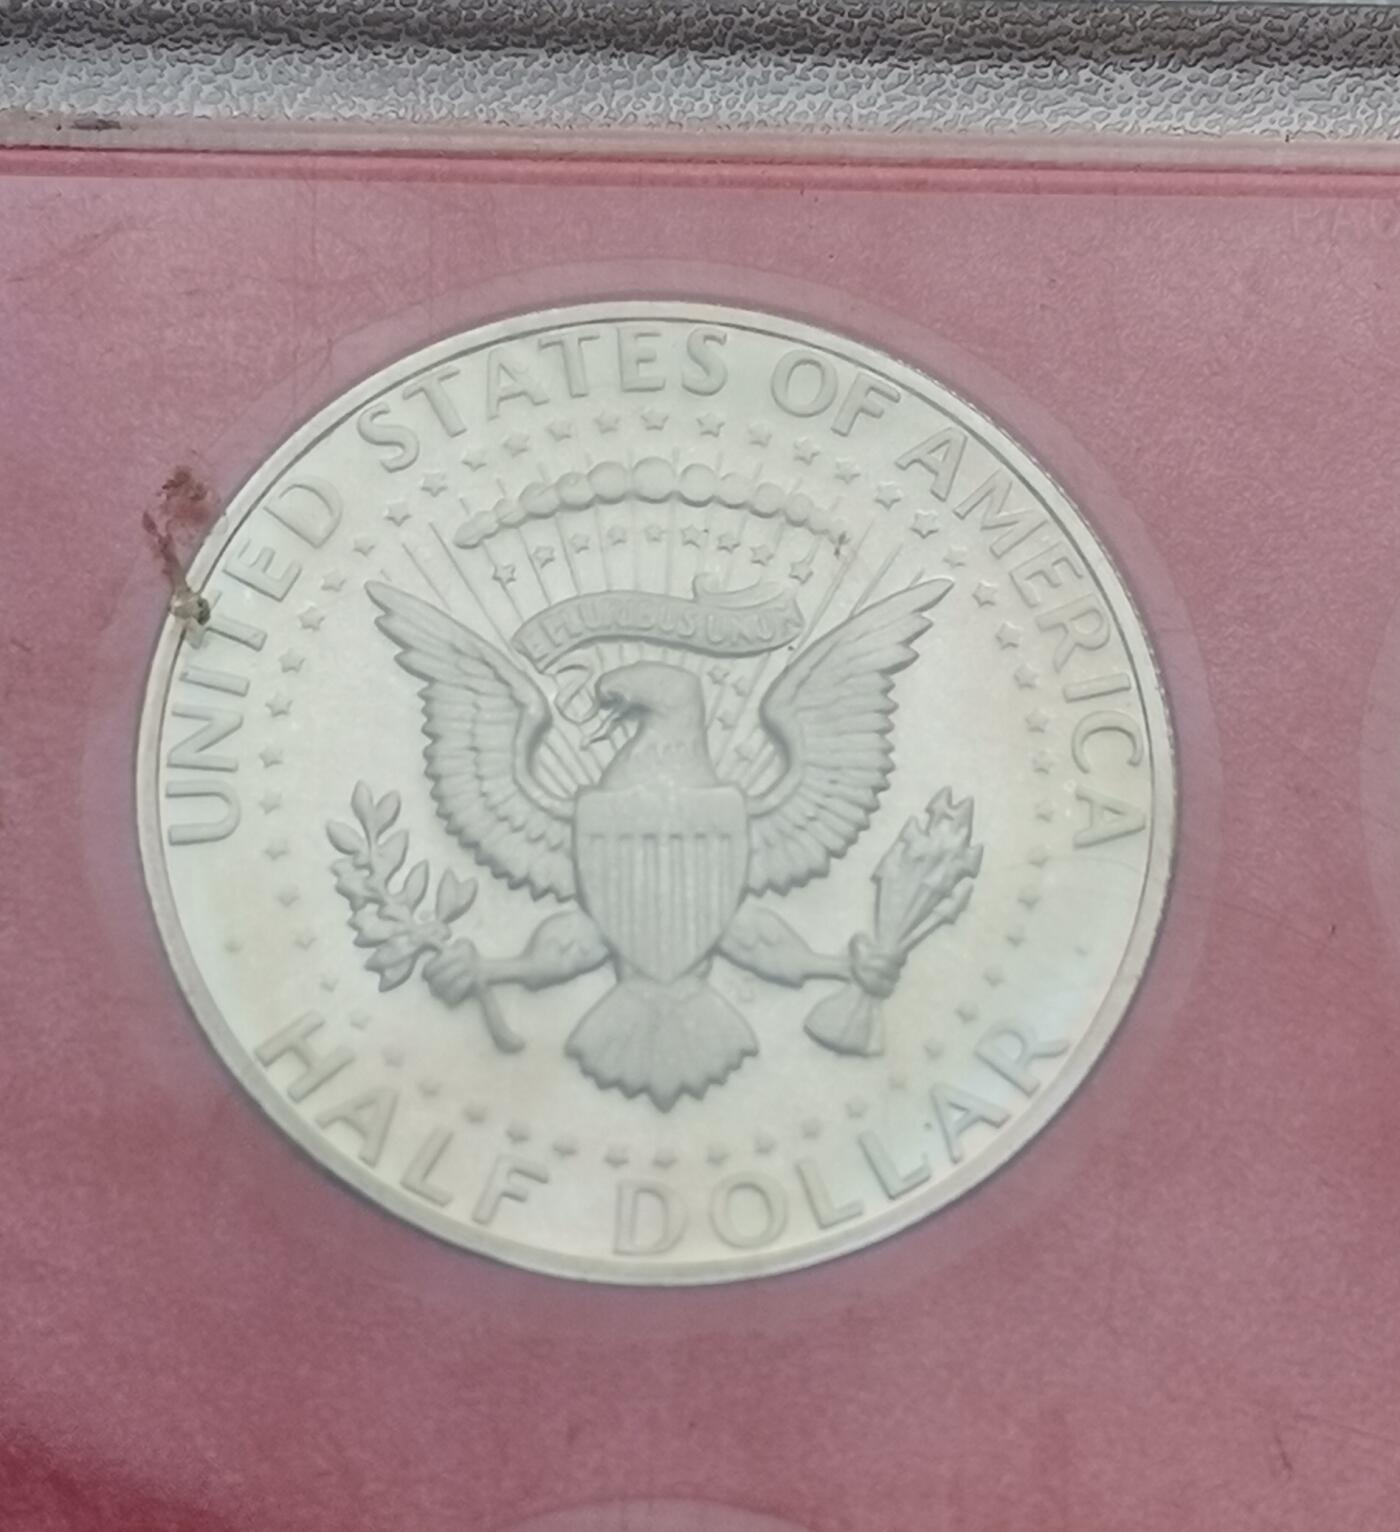 UNITED STATES OF AMERICA
E PLURIBUS UNUM
HALF DOLLAR